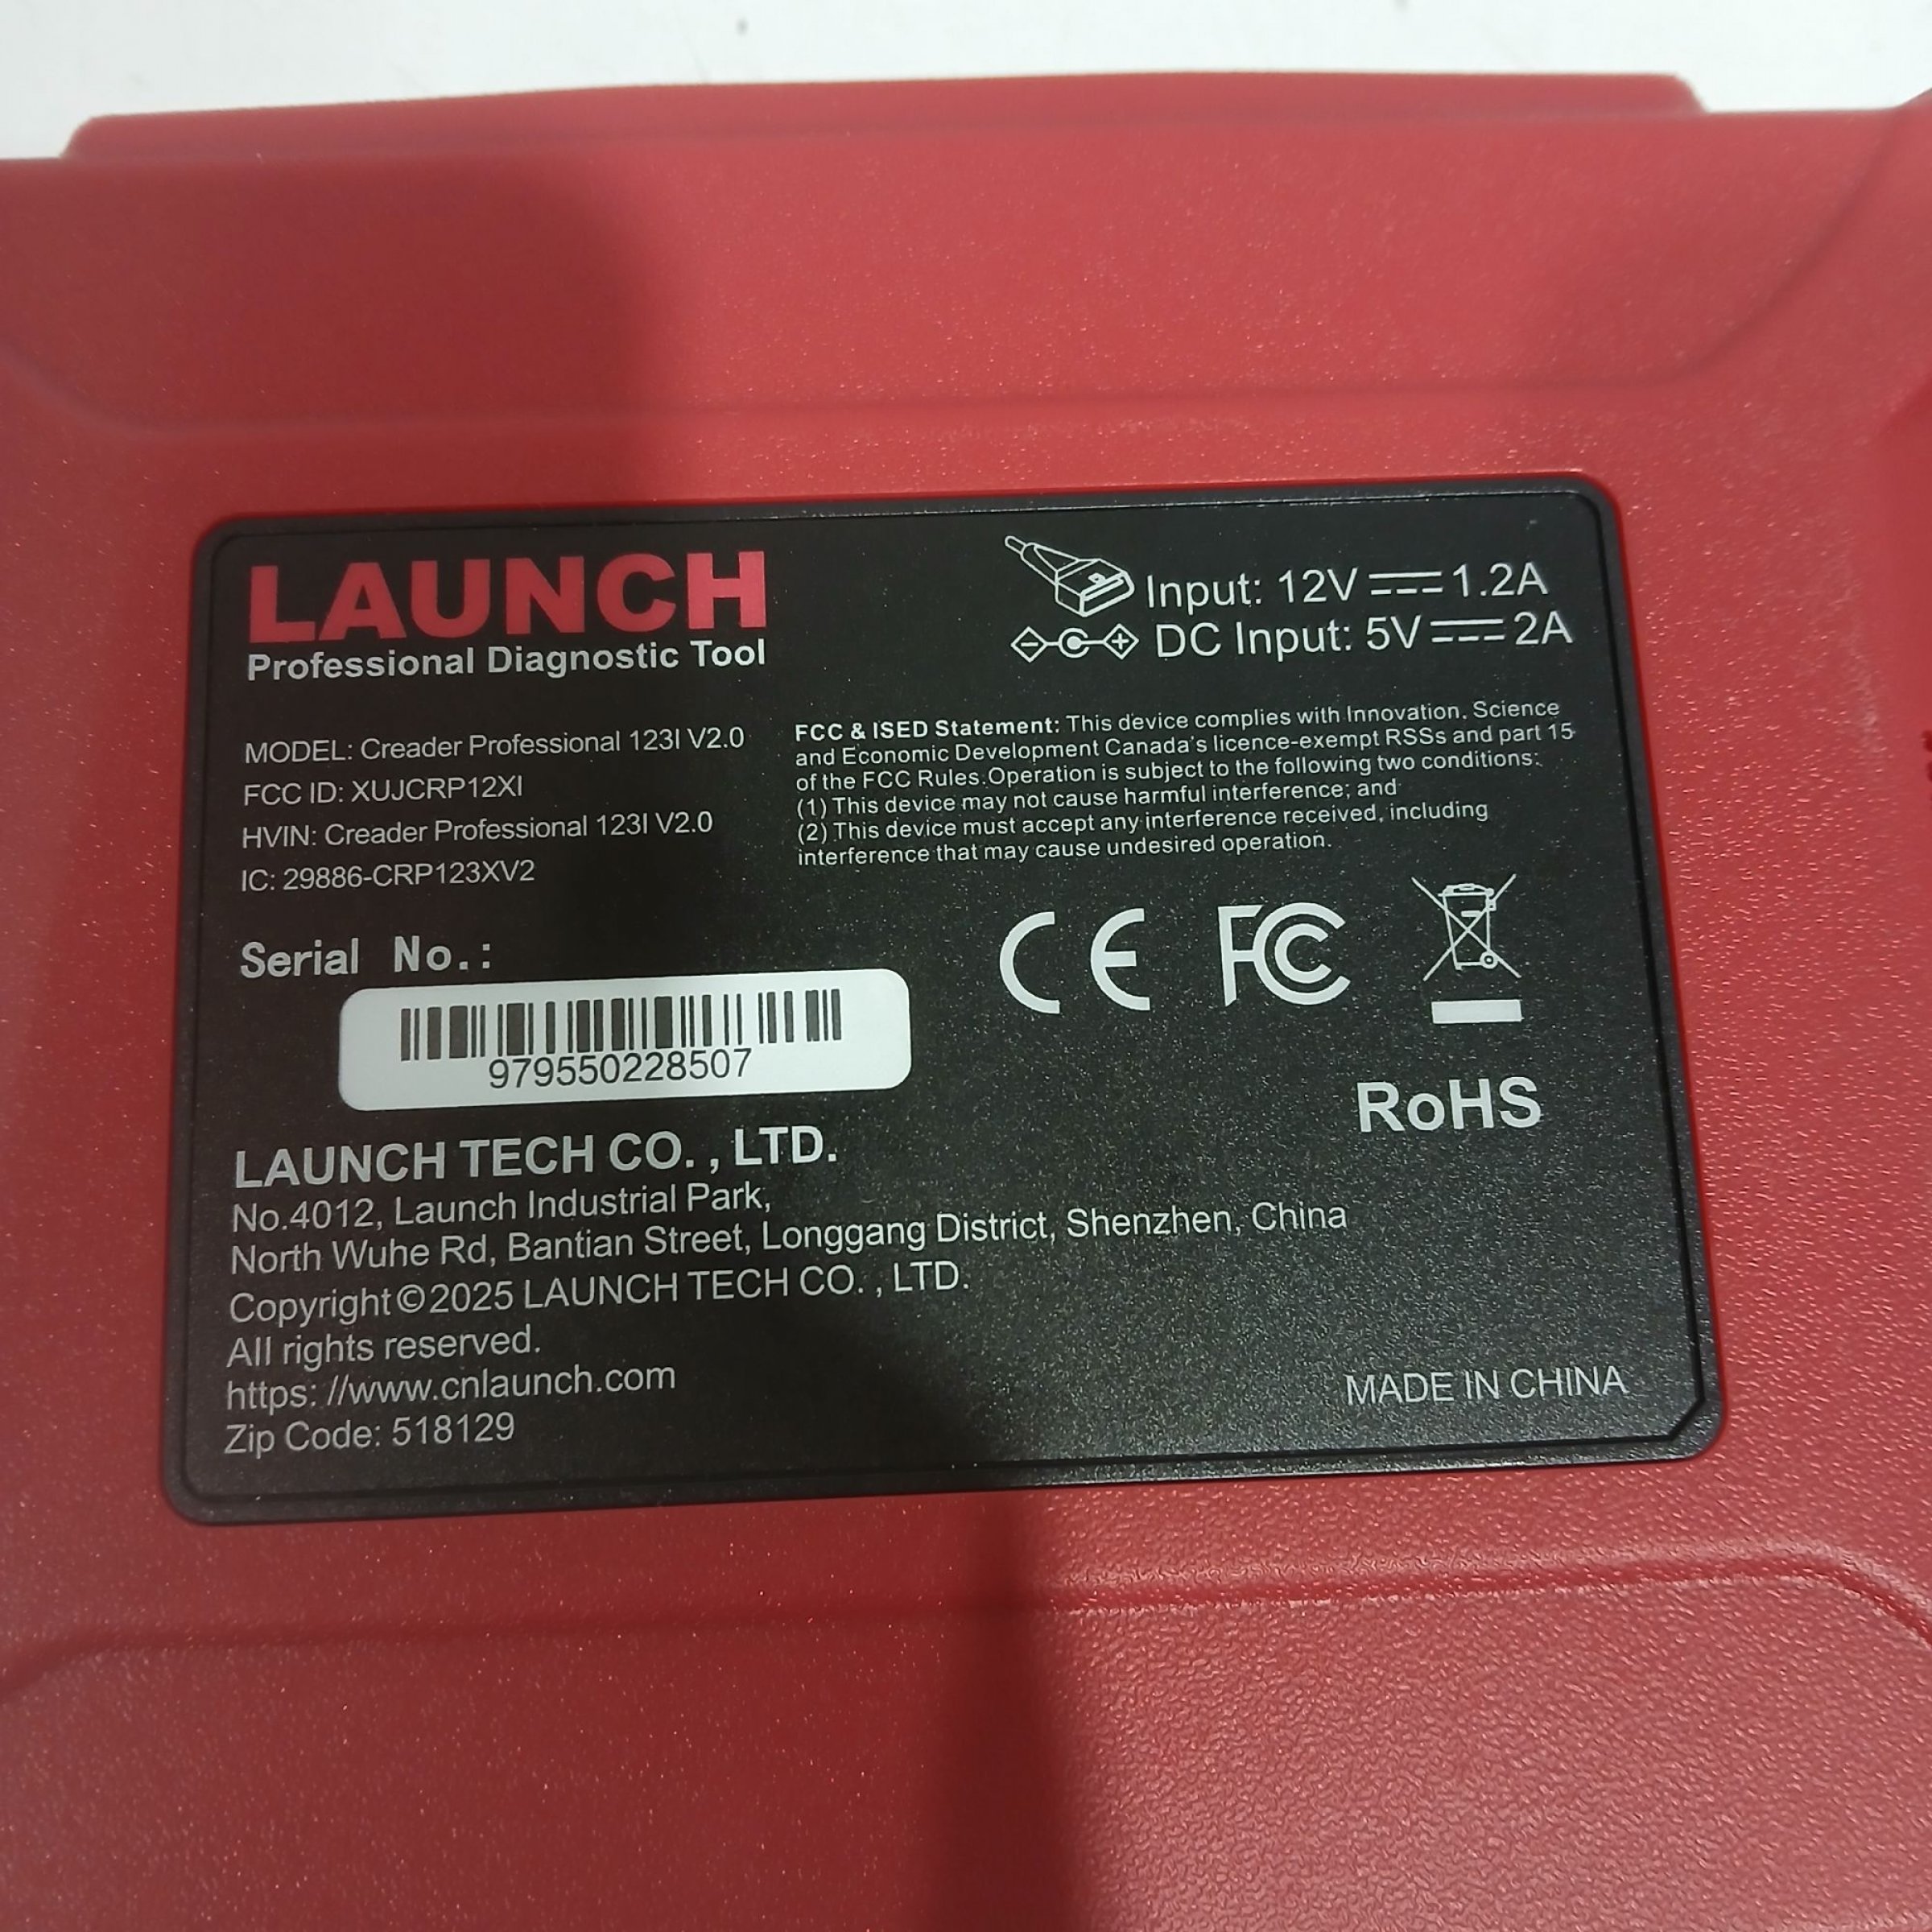 LAUNCH
Professional Diagnostic Tool
Input: 12V 1.2A
DC Input: 5V 2A
MODEL: Creader Professional 123I V2.0
FCC ID: XUJCRP12XI
HVIN: Creader Professional 123I V2.0
IC: 29886-CRP123XV2
FCC & ISED Statement: This device complies with Innovation, Science
and Economic Development Canada's licence-exempt RSSs and part 15
of the FCC Rules.Operation is subject to the following two conditions:
(1) This device may not cause harmful interference; and
(2) This device must accept any interference received, including
interference that may cause undesired operation.
Serial No.:
979550228507
CE FC
RoHS
LAUNCH TECH CO. , LTD.
No.4012, Launch Industrial Park,
North Wuhe Rd, Bantian Street, Longgang District, Shenzhen, China
Copyright©2025 LAUNCH TECH CO. , LTD.
All rights reserved.
https: //www.cnlaunch.com
Zip Code: 518129
MADE IN CHINA